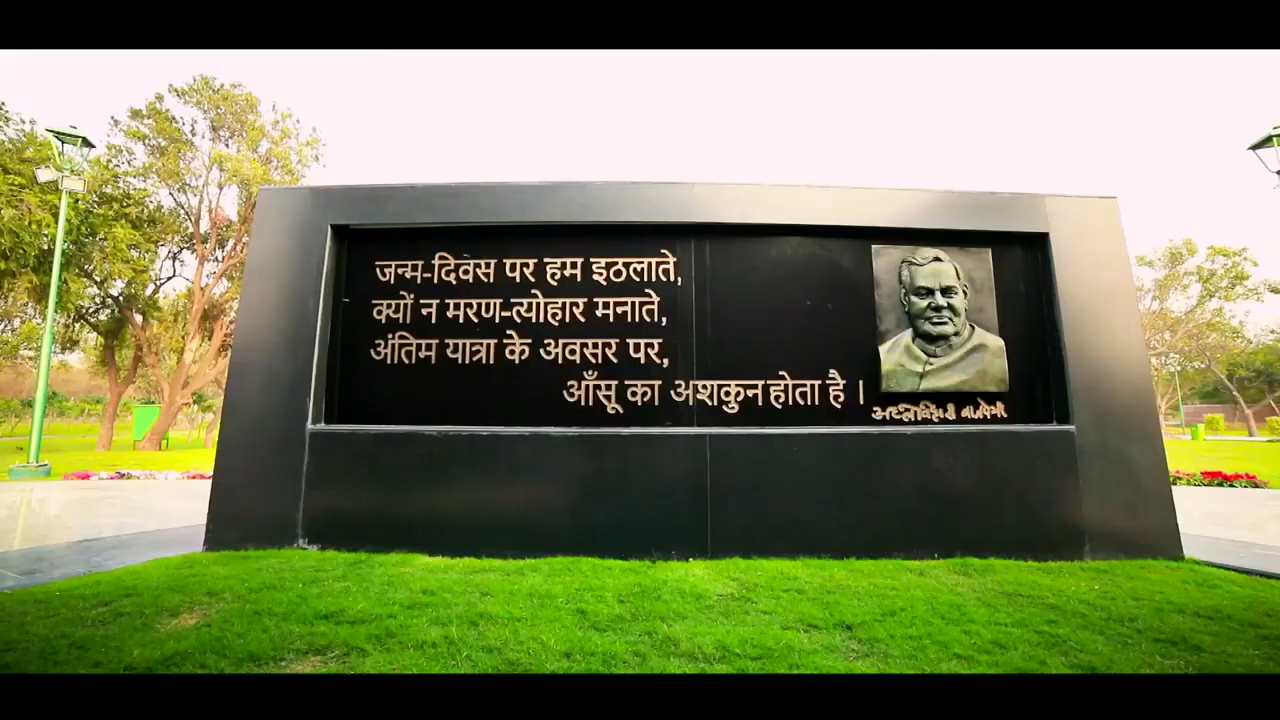 जन्म-दिवस पर हम इठलाते,
क्यों न मरण-त्योहार मनाते,
अंतिम यात्रा के अवसर पर,
आँसू का अशकुन होता है ।
अटल बिहारी वाजपेयी